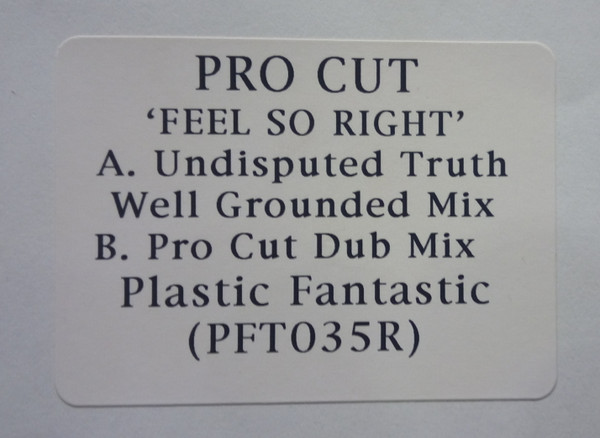 PRO CUT
‘FEEL SO RIGHT’
A. Undisputed Truth
Well Grounded Mix
B. Pro Cut Dub Mix
Plastic Fantastic
(PFT035R)